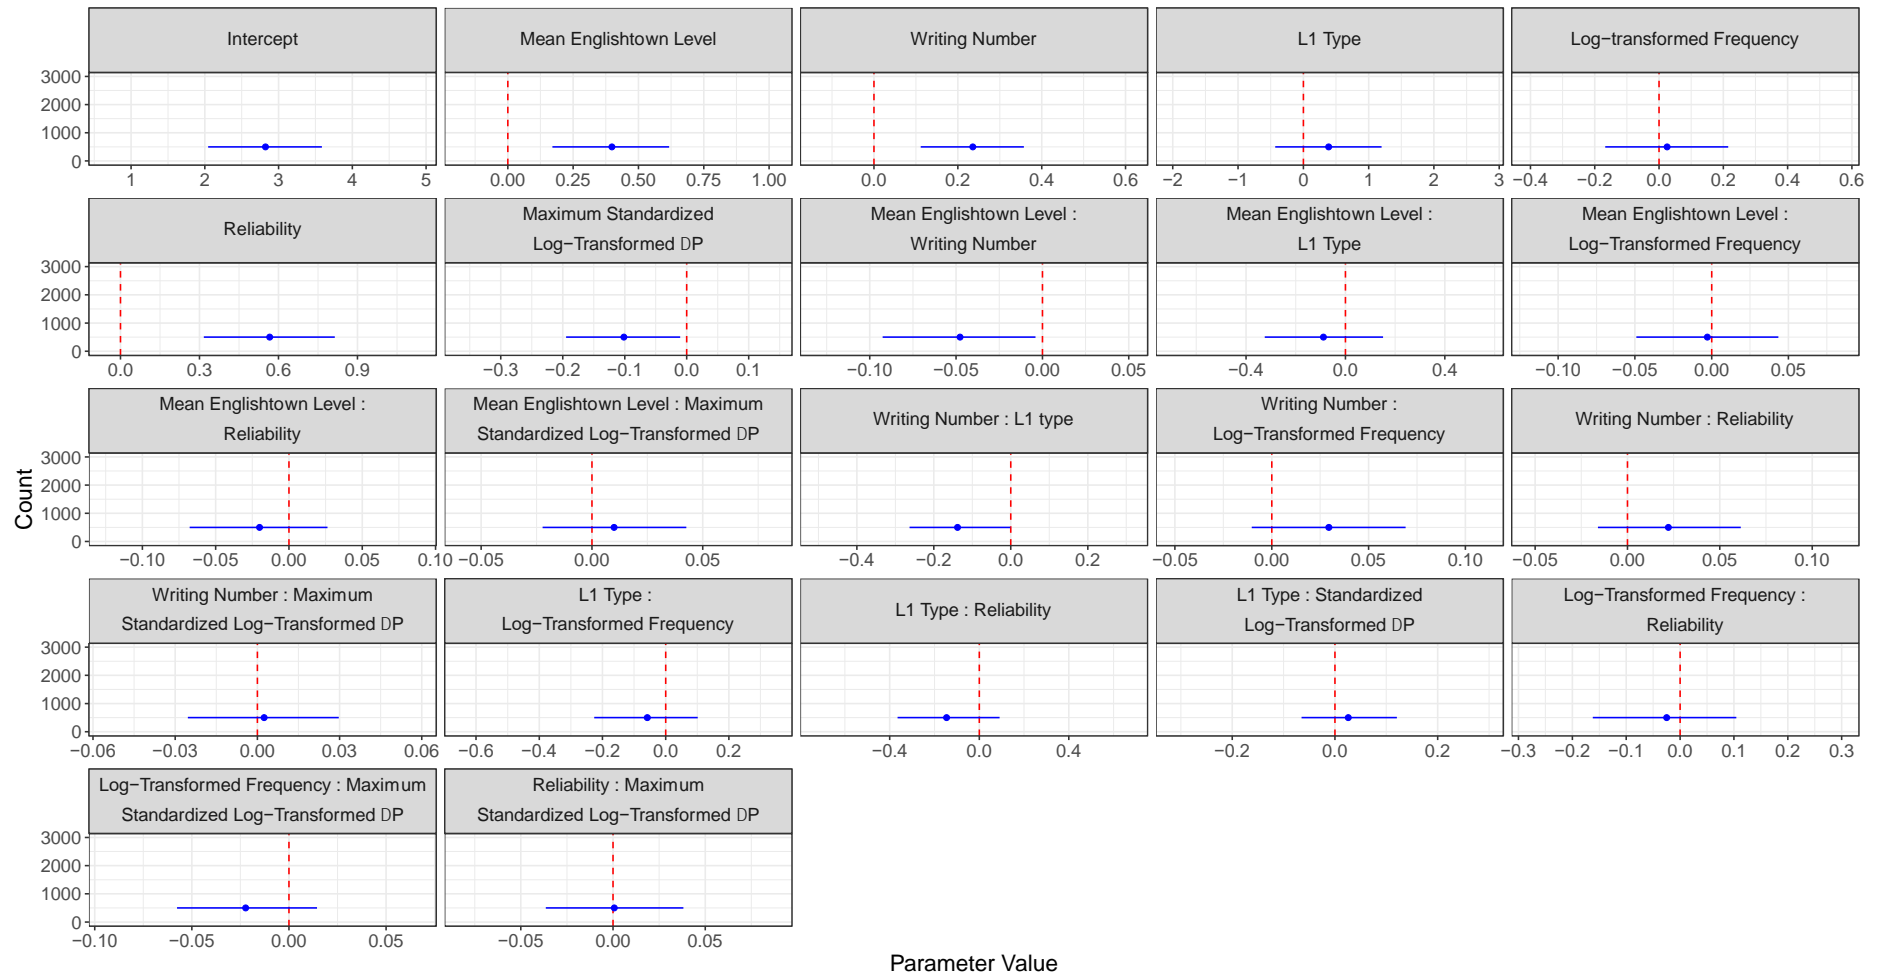 Intercept
Mean Englishtown Level
Writing Number
L1 Type
Log−transformed Frequency
3000
2000
1000
0
1 2 3 4 5
0.00 0.25 0.50 0.75 1.00
0.0 0.2 0.4 0.6
−2 −1 0 1 2 3
−0.4 −0.2 0.0 0.2 0.4 0.6
Reliability
Maximum Standardized
Log−Transformed DP
Mean Englishtown Level :
Writing Number
Mean Englishtown Level :
L1 Type
Mean Englishtown Level :
Log−Transformed Frequency
3000
2000
1000
0
0.0 0.3 0.6 0.9
−0.3 −0.2 −0.1 0.0 0.1
−0.10 −0.05 0.00 0.05
−0.4 0.0 0.4
−0.10 −0.05 0.00 0.05
Mean Englishtown Level :
Reliability
Mean Englishtown Level : Maximum
Standardized Log−Transformed DP
Writing Number : L1 type
Writing Number :
Log−Transformed Frequency
Writing Number : Reliability
3000
2000
1000
0
−0.10 −0.05 0.00 0.05 0.10
−0.05 0.00 0.05
−0.4 −0.2 0.0 0.2
−0.05 0.00 0.05 0.10
−0.05 0.00 0.05 0.10
Writing Number : Maximum
Standardized Log−Transformed DP
L1 Type :
Log−Transformed Frequency
L1 Type : Reliability
L1 Type : Standardized
Log−Transformed DP
Log−Transformed Frequency :
Reliability
3000
2000
1000
0
−0.06 −0.03 0.00 0.03 0.06
−0.6 −0.4 −0.2 0.0 0.2
−0.4 0.0 0.4
−0.2 0.0 0.2
−0.3 −0.2 −0.1 0.0 0.1 0.2 0.3
Log−Transformed Frequency : Maximum
Standardized Log−Transformed DP
Reliability : Maximum
Standardized Log−Transformed DP
3000
2000
1000
0
−0.10 −0.05 0.00 0.05
−0.05 0.00 0.05
Count
Parameter Value